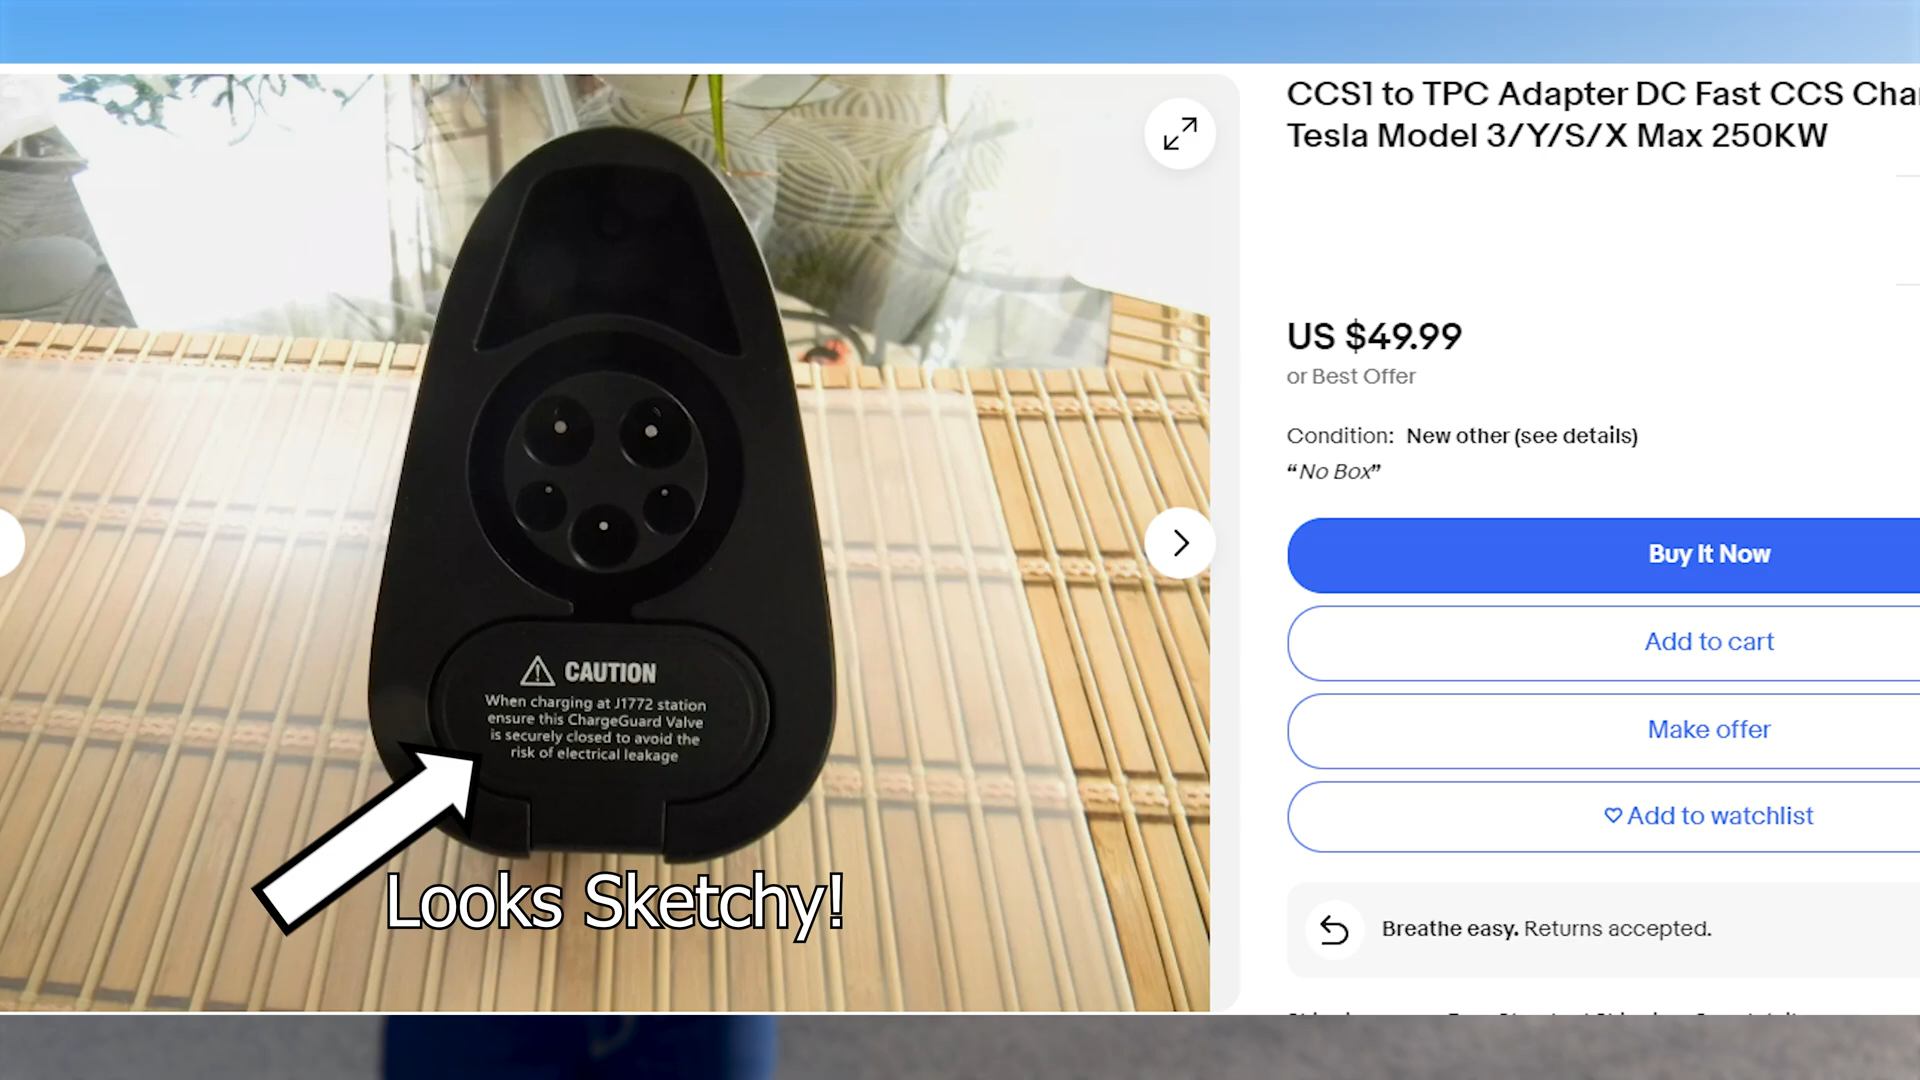 CCS1 to TPC Adapter DC Fast CCS
Tesla Model 3/Y/S/X Max 250KW
US $49.99
or Best Offer
Condition: New other (see details)
“No Box”
Buy It Now
Add to cart
Make offer
Add to watchlist
Breathe easy. Returns accepted.
CAUTION
When charging at J1772 station
ensure this ChargeGuard Valve
is securely closed to avoid the
risk of electrical leakage
Looks Sketchy!